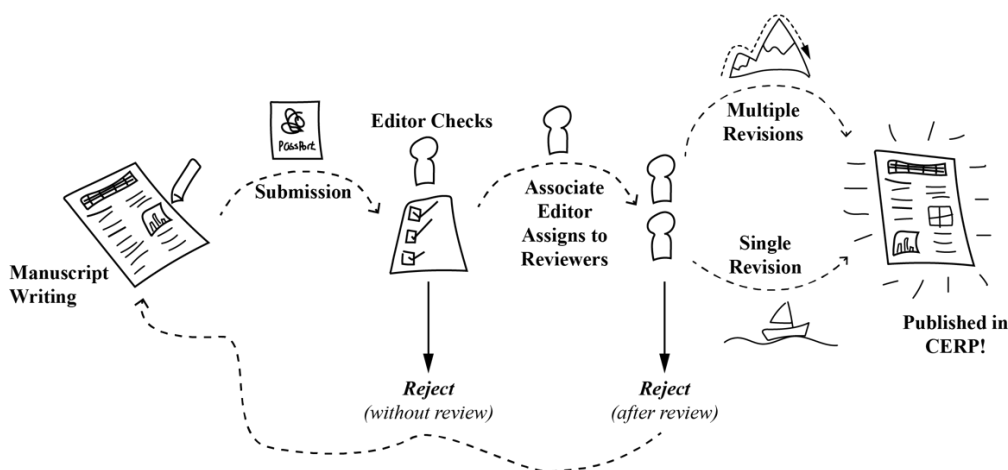 Manuscript
Writing
PASSPORT
Submission
Editor Checks
Associate
Editor
Assigns to
Reviewers
Multiple
Revisions
Single
Revision
Published in
CERP!
Reject
(without review)
Reject
(after review)